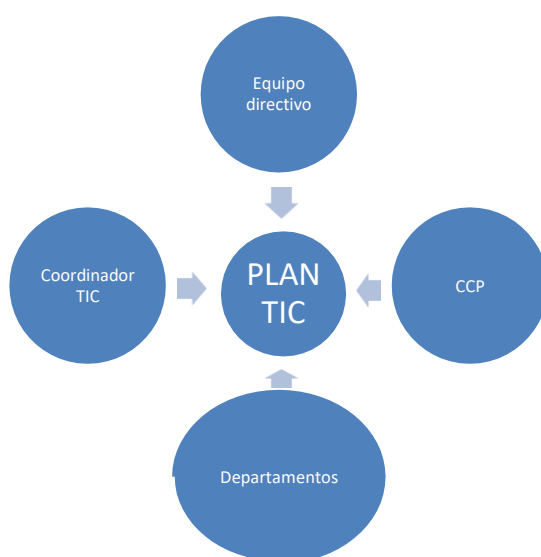 Equipo
directivo
Coordinador
TIC
PLAN
TIC
CCP
Departamentos